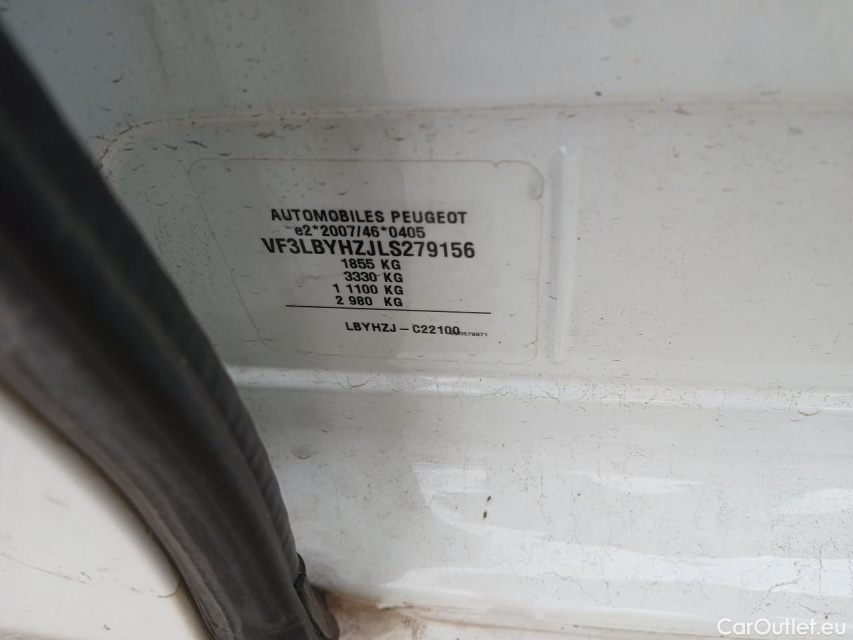 AUTOMOBILES PEUGEOT
e2*2007/46*0405
VF3LBYHZJLS279156
1855 KG
3330 KG
1 1100 KG
2 980 KG
LBYHZJ - C22100
CarOutlet.eu